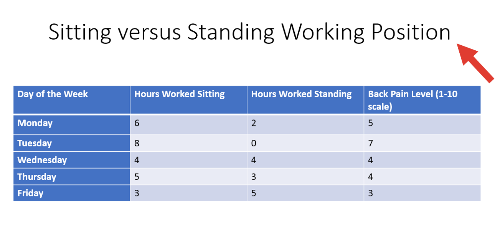 Sitting versus Standing Working Position
Day of the Week Hours Worked Sitting Hours Worked Standing Back Pain Level (1-10 scale)
Monday 6 2 5
Tuesday 8 0 7
Wednesday 4 4 4
Thursday 5 3 4
Friday 3 5 3